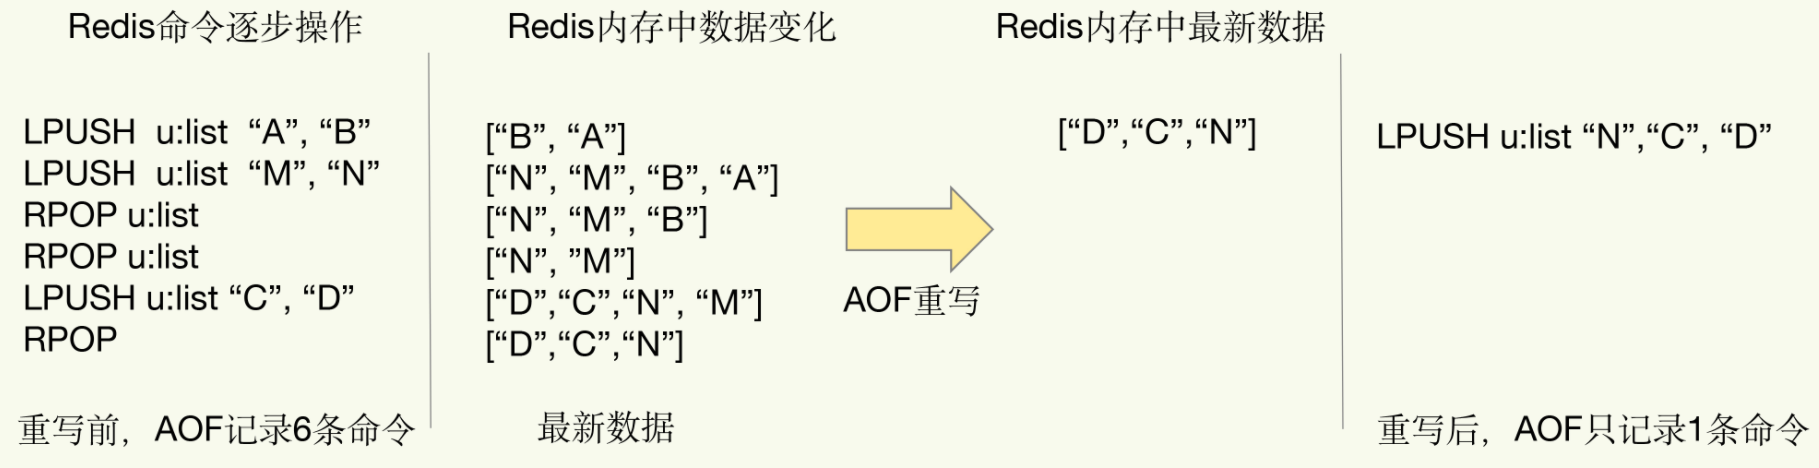 Redis命令逐步操作
LPUSH  u:list  “A”, “B”
LPUSH  u:list  “M”, “N”
RPOP u:list
RPOP u:list
LPUSH u:list “C”, “D”
RPOP
重写前，AOF记录6条命令
Redis内存中数据变化
[“B”, “A”]
[“N”, “M”, “B”, “A”]
[“N”, “M”, “B”]
[“N”, ”M”]
[“D”,“C”,“N”, “M”]
[“D”,“C”,“N”]
最新数据
AOF重写
Redis内存中最新数据
[“D”,“C”,“N”]
LPUSH u:list “N”,“C”, “D”
重写后，AOF只记录1条命令